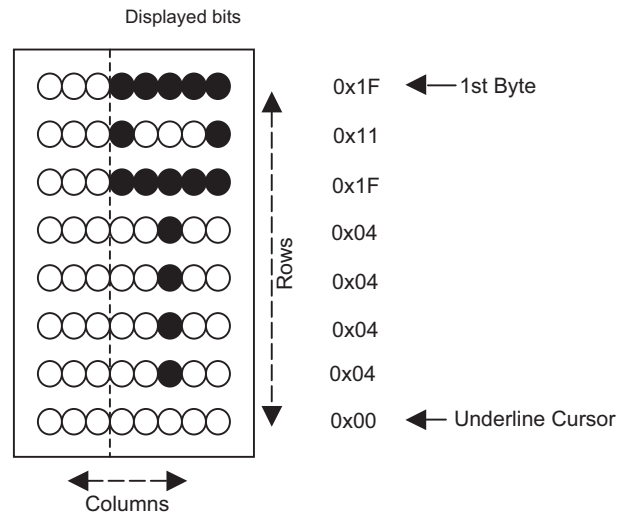 Displayed bits
0x1F 1st Byte
0x11
0x1F
0x04
Rows
0x04
0x04
0x04
0x00 Underline Cursor
Columns